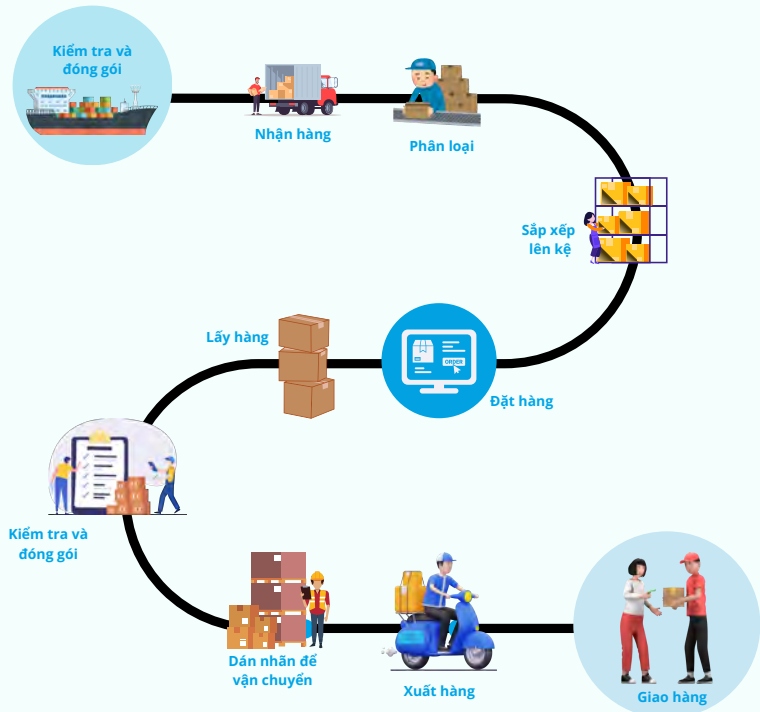 Kiểm tra và
đóng gói
Nhận hàng
Phân loại
Sắp xếp
lên kệ
Lấy hàng
ORDER
Đặt hàng
Kiểm tra và
đóng gói
Dán nhãn để
vận chuyển
Xuất hàng
Giao hàng